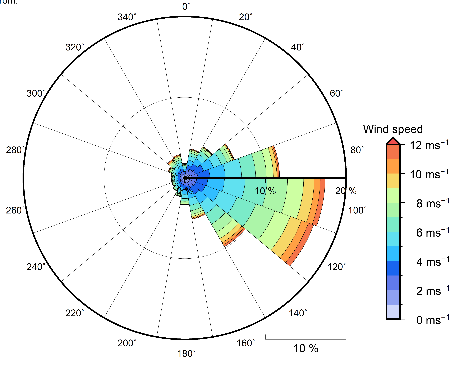 0°
340°
20°
320°
40°
300°
60°
Wind speed
280°
80°
12 ms⁻¹
10 ms⁻¹
10 %
20 %
8 ms⁻¹
260°
100°
6 ms⁻¹
4 ms⁻¹
240°
120°
2 ms⁻¹
220°
140°
0 ms⁻¹
200°
160°
180°
10 %